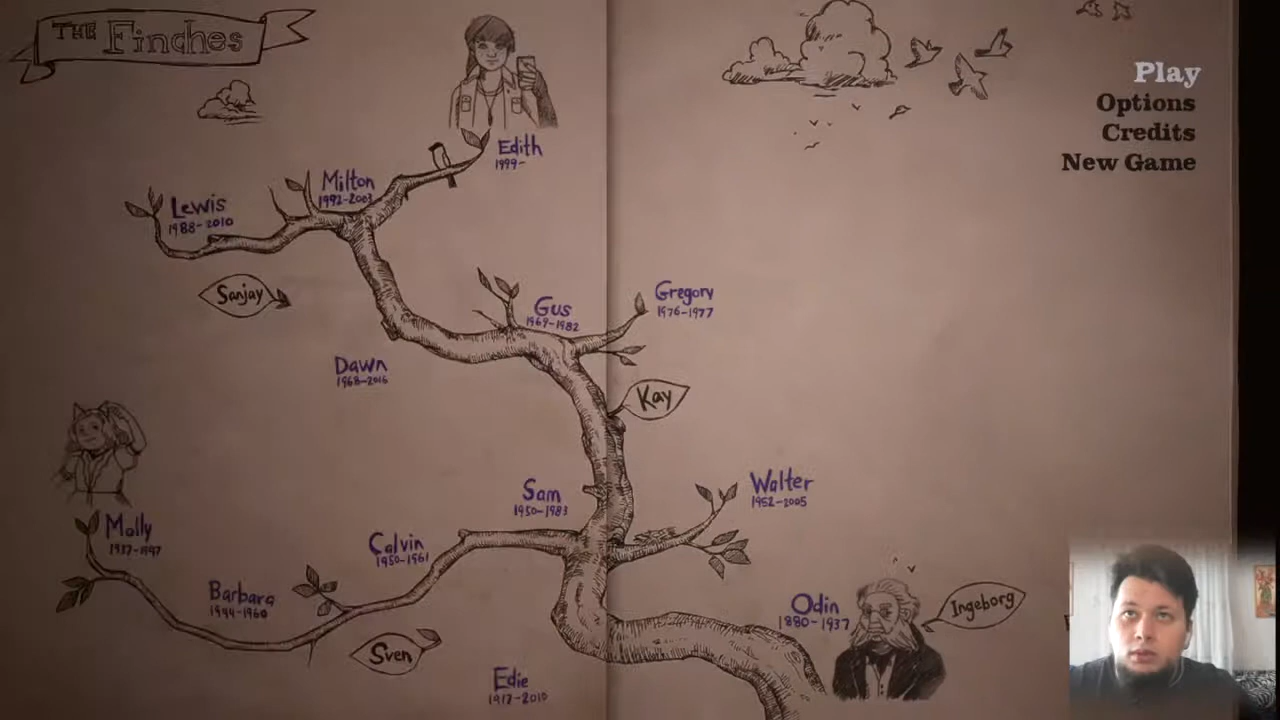 THE Finches
Play
Options
Credits
New Game
Edith
1999-
Milton
1992-2003
Lewis
1988-2010
Sanjay
Gus
1969-1982
Gregory
1976-1977
Dawn
1968-2016
Kay
Sam
1950-1983
Walter
1952-2005
Molly
1937-1947
Calvin
1950-1961
Barbara
1944-1960
Sven
Odin
1880-1937
Ingeborg
Edie
1917-2010